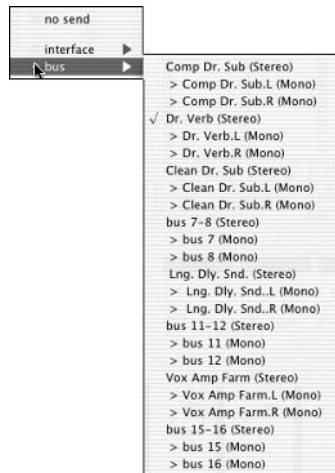 no send
interface
bus
Comp Dr. Sub (Stereo)
> Comp Dr. Sub.L (Mono)
> Comp Dr. Sub.R (Mono)
√ Dr. Verb (Stereo)
> Dr. Verb.L (Mono)
> Dr. Verb.R (Mono)
Clean Dr. Sub (Stereo)
> Clean Dr. Sub.L (Mono)
> Clean Dr. Sub.R (Mono)
bus 7-8 (Stereo)
> bus 7 (Mono)
> bus 8 (Mono)
Lng. Dly. Snd. (Stereo)
> Lng. Dly. Snd..L (Mono)
> Lng. Dly. Snd..R (Mono)
bus 11-12 (Stereo)
> bus 11 (Mono)
> bus 12 (Mono)
Vox Amp Farm (Stereo)
> Vox Amp Farm.L (Mono)
> Vox Amp Farm.R (Mono)
bus 15-16 (Stereo)
> bus 15 (Mono)
> bus 16 (Mono)